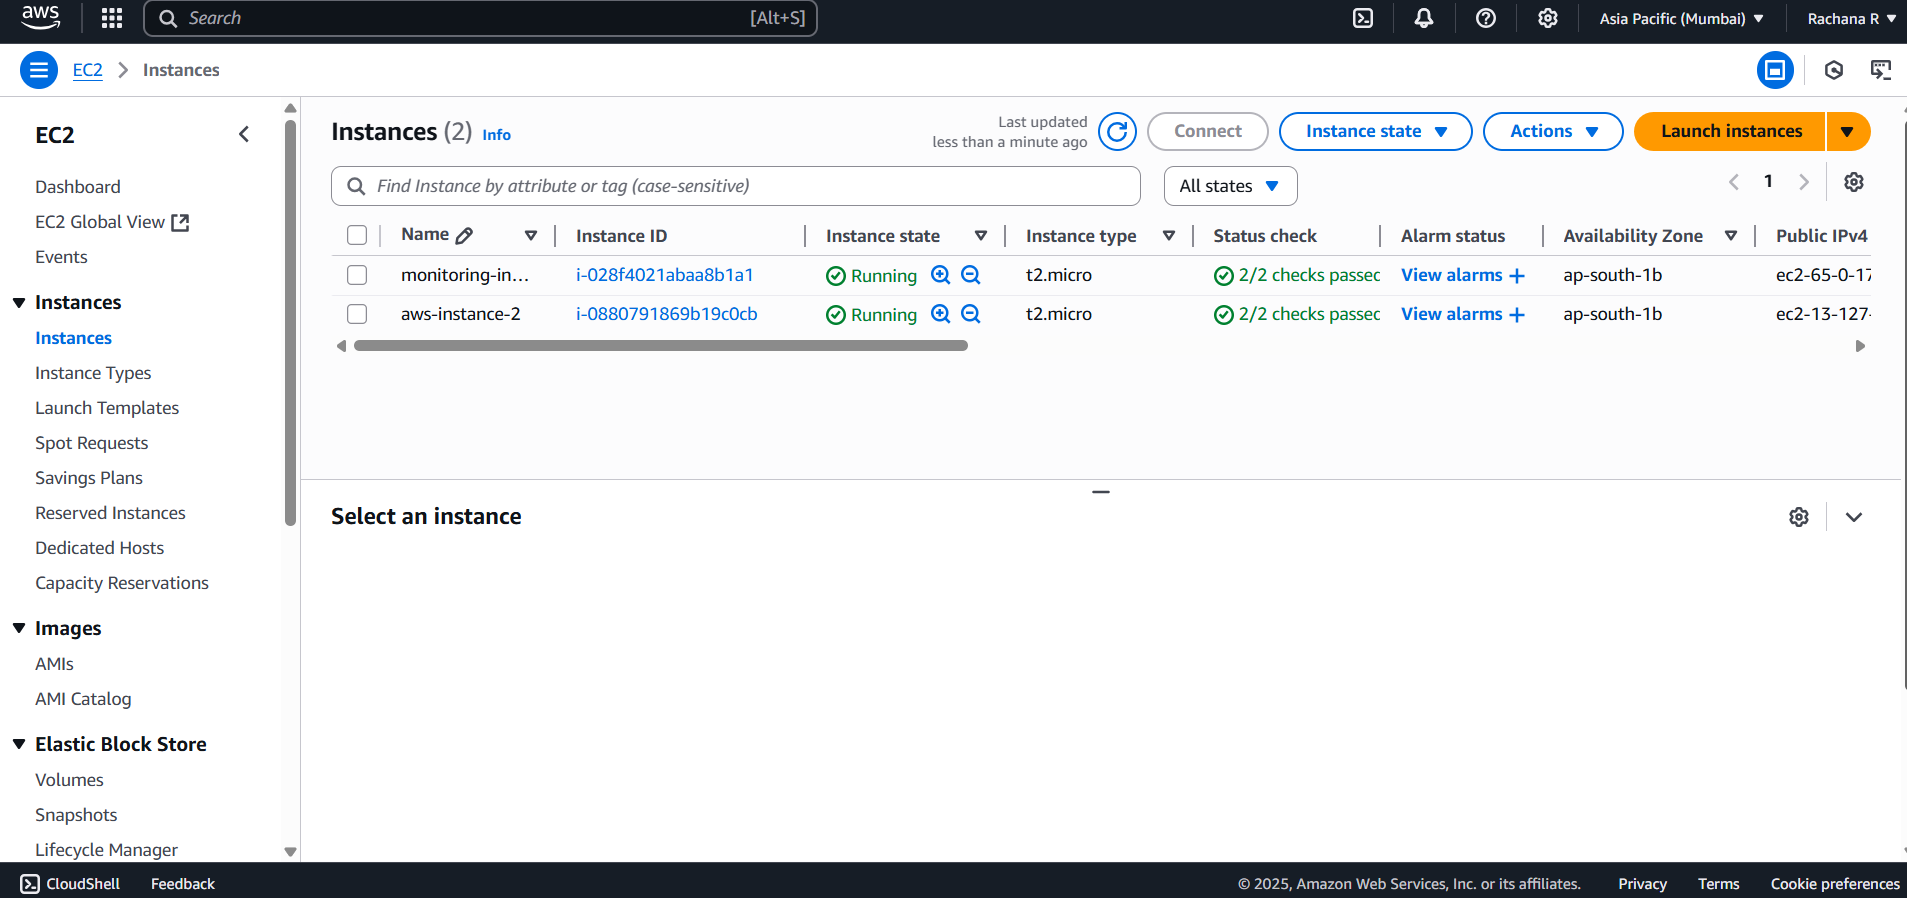 aws Search [Alt+S] Asia Pacific (Mumbai) Rachana R
EC2 Instances
EC2
Dashboard
EC2 Global View
Events
Instances
Instances
Instance Types
Launch Templates
Spot Requests
Savings Plans
Reserved Instances
Dedicated Hosts
Capacity Reservations
Images
AMIs
AMI Catalog
Elastic Block Store
Volumes
Snapshots
Lifecycle Manager
Instances (2) Info
Last updated
less than a minute ago
Connect Instance state Actions Launch instances
Find Instance by attribute or tag (case-sensitive) All states 1
Name Instance ID Instance state Instance type Status check Alarm status Availability Zone Public IPv4
monitoring-in... i-028f4021abaa8b1a1 Running t2.micro 2/2 checks passed View alarms + ap-south-1b ec2-65-0-17
aws-instance-2 i-0880791869b19c0cb Running t2.micro 2/2 checks passed View alarms + ap-south-1b ec2-13-127-
Select an instance
CloudShell Feedback © 2025, Amazon Web Services, Inc. or its affiliates. Privacy Terms Cookie preferences